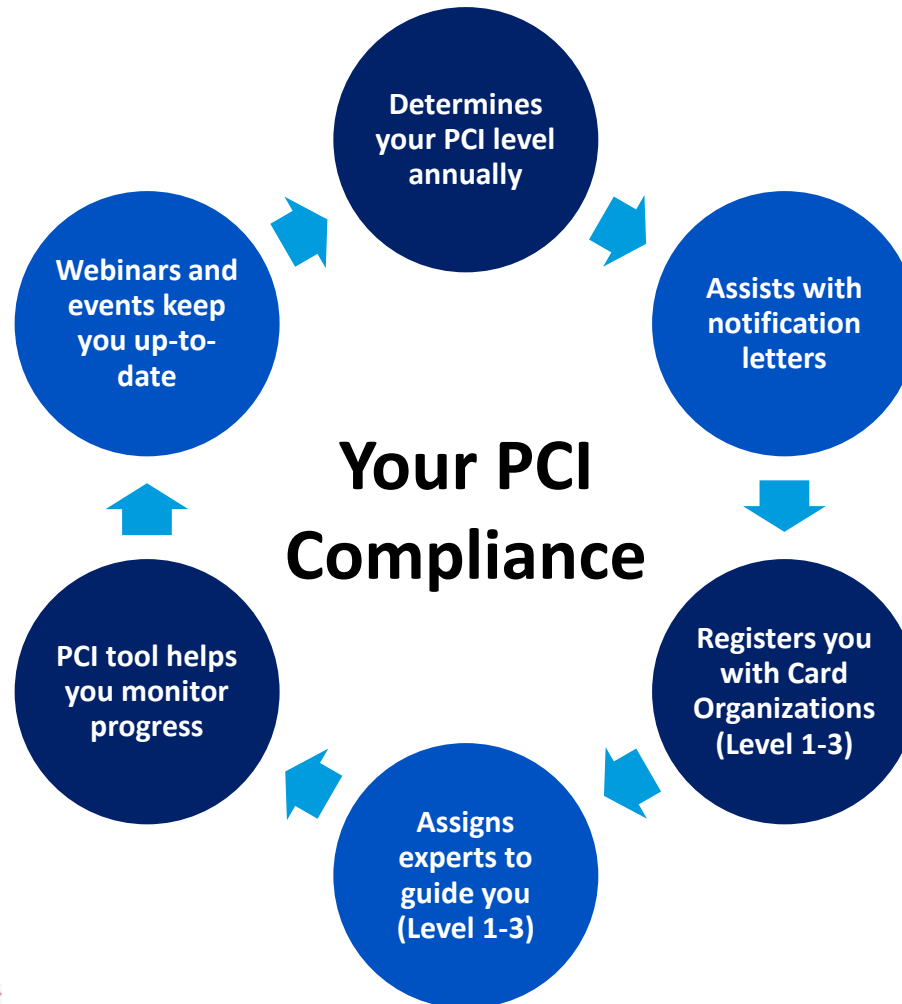 Determines
your PCI level
annually
Assists with
notification
letters
Registers you
with Card
Organizations
(Level 1-3)
Assigns
experts to
guide you
(Level 1-3)
PCI tool helps
you monitor
progress
Webinars and
events keep
you up-to-
date
Your PCI
Compliance